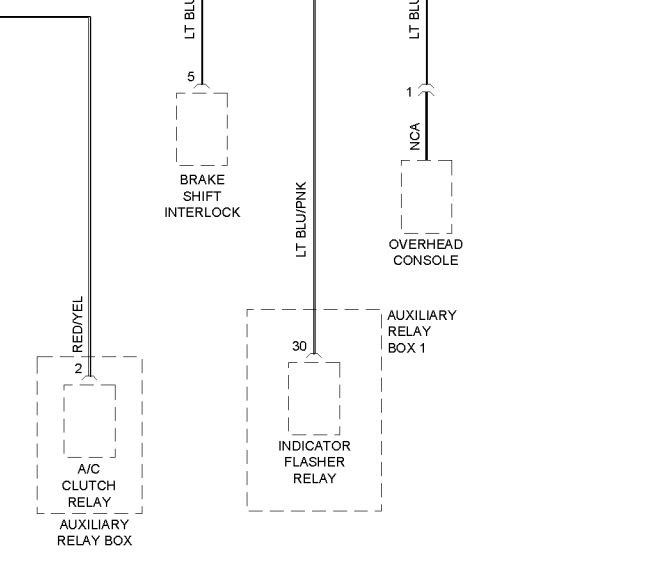 LT BLU
LT BLU
5
1
NCA
BRAKE
SHIFT
INTERLOCK
LT BLU/PNK
OVERHEAD
CONSOLE
RED/YEL
AUXILIARY
RELAY
BOX 1
30
2
INDICATOR
FLASHER
RELAY
A/C
CLUTCH
RELAY
AUXILIARY
RELAY BOX